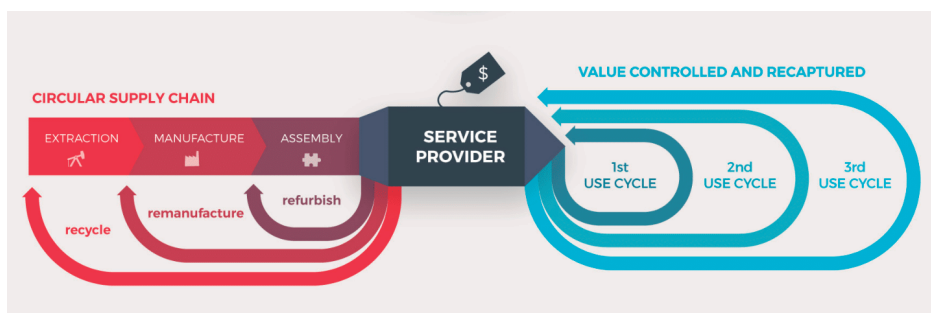 VALUE CONTROLLED AND RECAPTURED
CIRCULAR SUPPLY CHAIN
$
EXTRACTION
MANUFACTURE
ASSEMBLY
SERVICE
PROVIDER
recycle
remanufacture
refurbish
1st
USE CYCLE
2nd
USE CYCLE
3rd
USE CYCLE